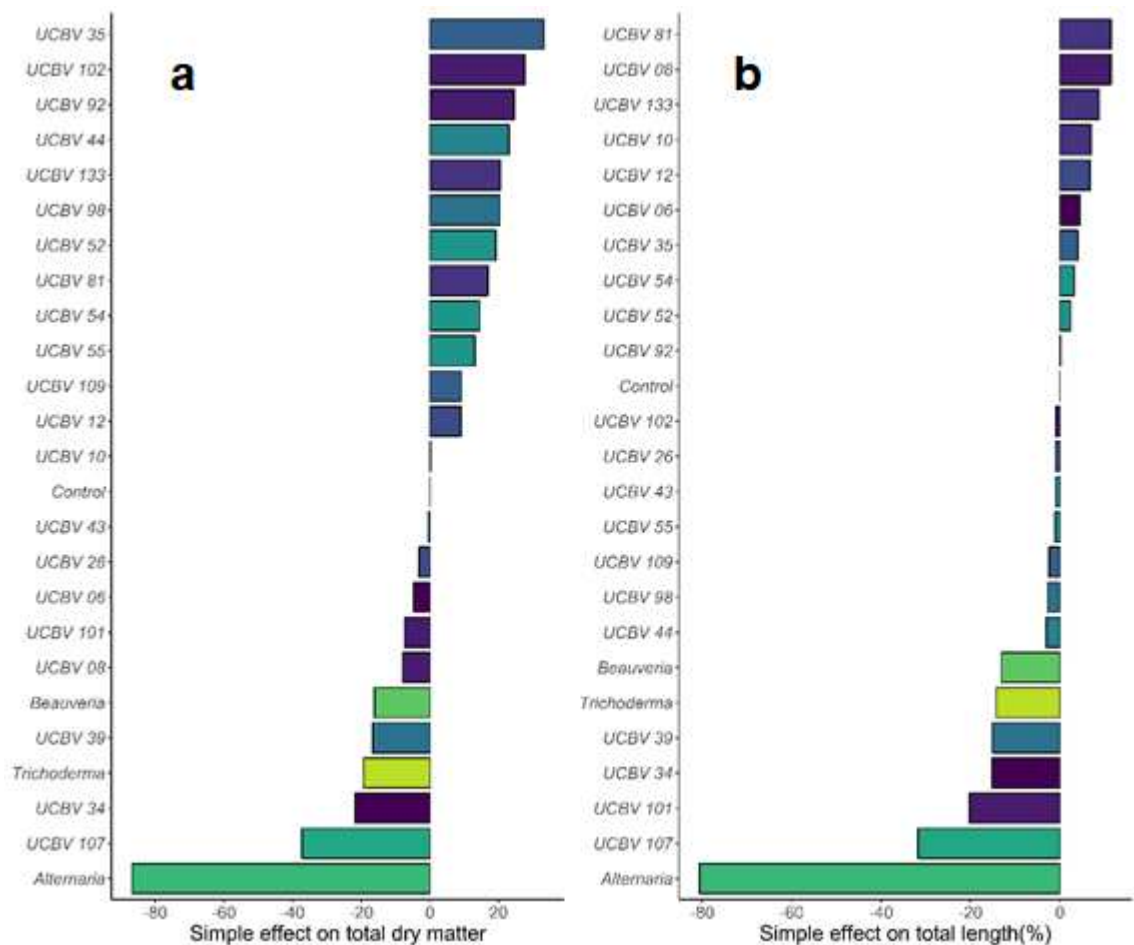 a
UCBV 35
UCBV 102
UCBV 92
UCBV 44
UCBV 133
UCBV 98
UCBV 52
UCBV 81
UCBV 54
UCBV 55
UCBV 109
UCBV 12
UCBV 10
Control
UCBV 43
UCBV 26
UCBV 06
UCBV 101
UCBV 08
Beauveria
UCBV 39
Trichoderma
UCBV 34
UCBV 107
Alternaria
-80 -60 -40 -20 0 20
Simple effect on total dry matter
b
UCBV 81
UCBV 08
UCBV 133
UCBV 10
UCBV 12
UCBV 06
UCBV 35
UCBV 54
UCBV 52
UCBV 92
Control
UCBV 102
UCBV 26
UCBV 43
UCBV 55
UCBV 109
UCBV 98
UCBV 44
Beauveria
Trichoderma
UCBV 39
UCBV 34
UCBV 101
UCBV 107
Alternaria
-80 -60 -40 -20 0
Simple effect on total length(%)